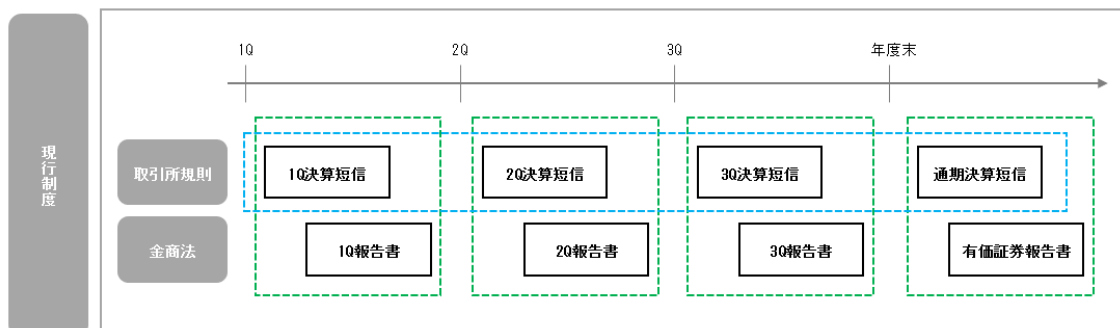 現行制度
1Q
2Q
3Q
年度末
取引所規則
1Q決算短信
2Q決算短信
3Q決算短信
通期決算短信
金商法
1Q報告書
2Q報告書
3Q報告書
有価証券報告書